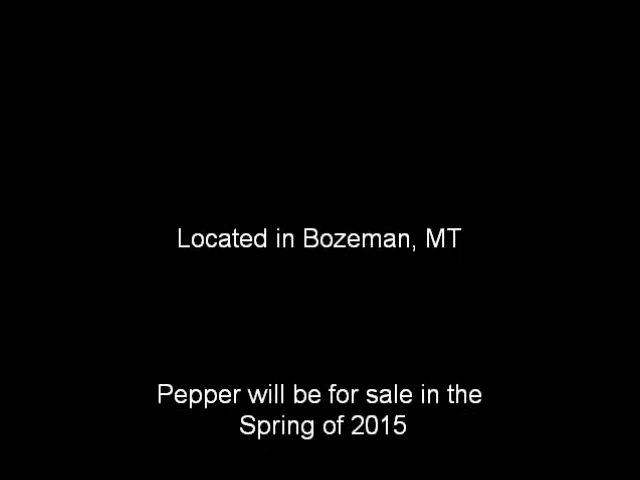 Located in Bozeman, MT
Pepper will be for sale in the
Spring of 2015